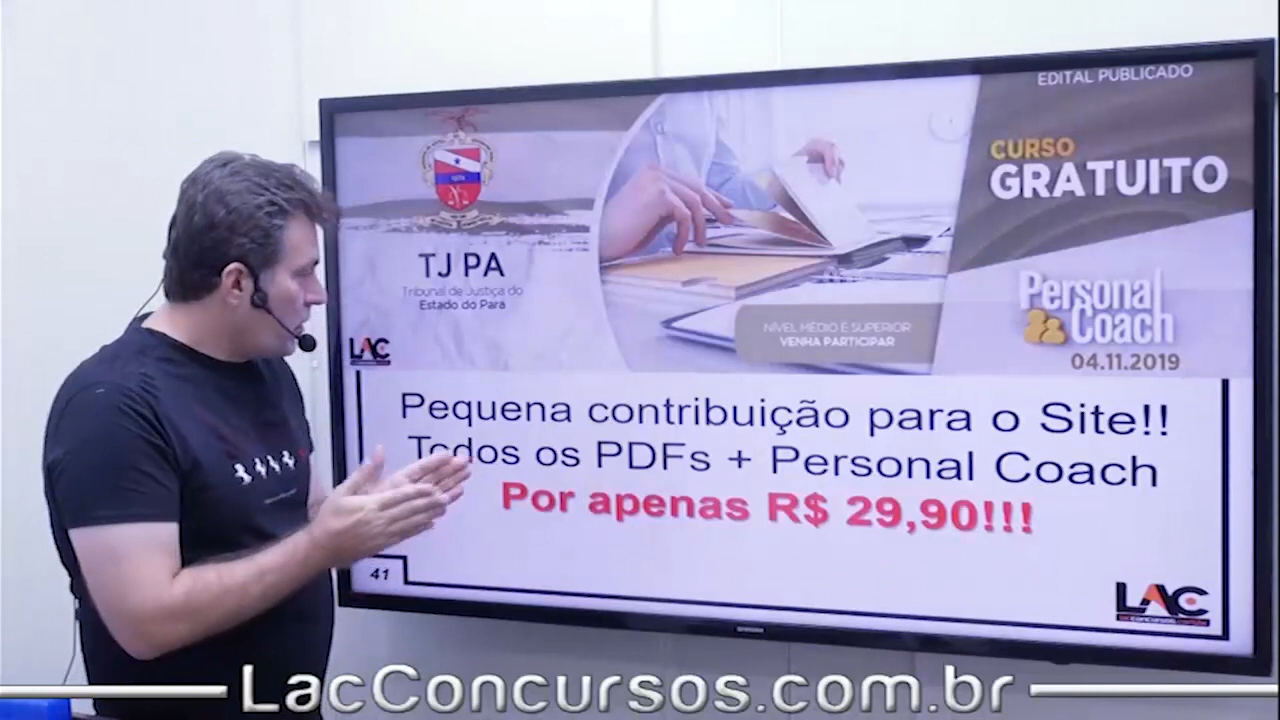 EDITAL PUBLICADO
CURSO
GRATUITO
TJ PA
Tribunal de Justiça do
Estado do Pará
Personal
Coach
04.11.2019
NÍVEL MÉDIO E SUPERIOR
VENHA PARTICIPAR
LAC
Pequena contribuição para o Site!!
Todos os PDFs + Personal Coach
Por apenas R$ 29,90!!!
41
LAC
LacConcursos.com.br